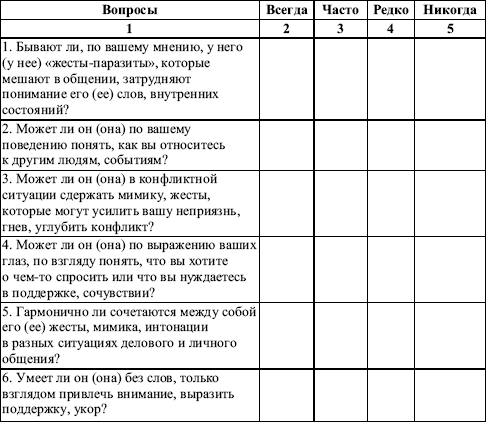 Вопросы Всегда Часто Редко Никогда
1 2 3 4 5
1. Бывают ли, по вашему мнению, у него
(у нее) «жесты-паразиты», которые
мешают в общении, затрудняют
понимание его (ее) слов, внутренних
состояний?
2. Может ли он (она) по вашему
поведению понять, как вы относитесь
к другим людям, событиям?
3. Может ли он (она) в конфликтной
ситуации сдержать мимику, жесты,
которые могут усилить вашу неприязнь,
гнев, углубить конфликт?
4. Может ли он (она) по выражению ваших
глаз, по взгляду понять, что вы хотите
о чем-то спросить или что вы нуждаетесь
в поддержке, сочувствии?
5. Гармонично ли сочетаются между собой
его (ее) жесты, мимика, интонации
в разных ситуациях делового и личного
общения?
6. Умеет ли он (она) без слов, только
взглядом привлечь внимание, выразить
поддержку, укор?